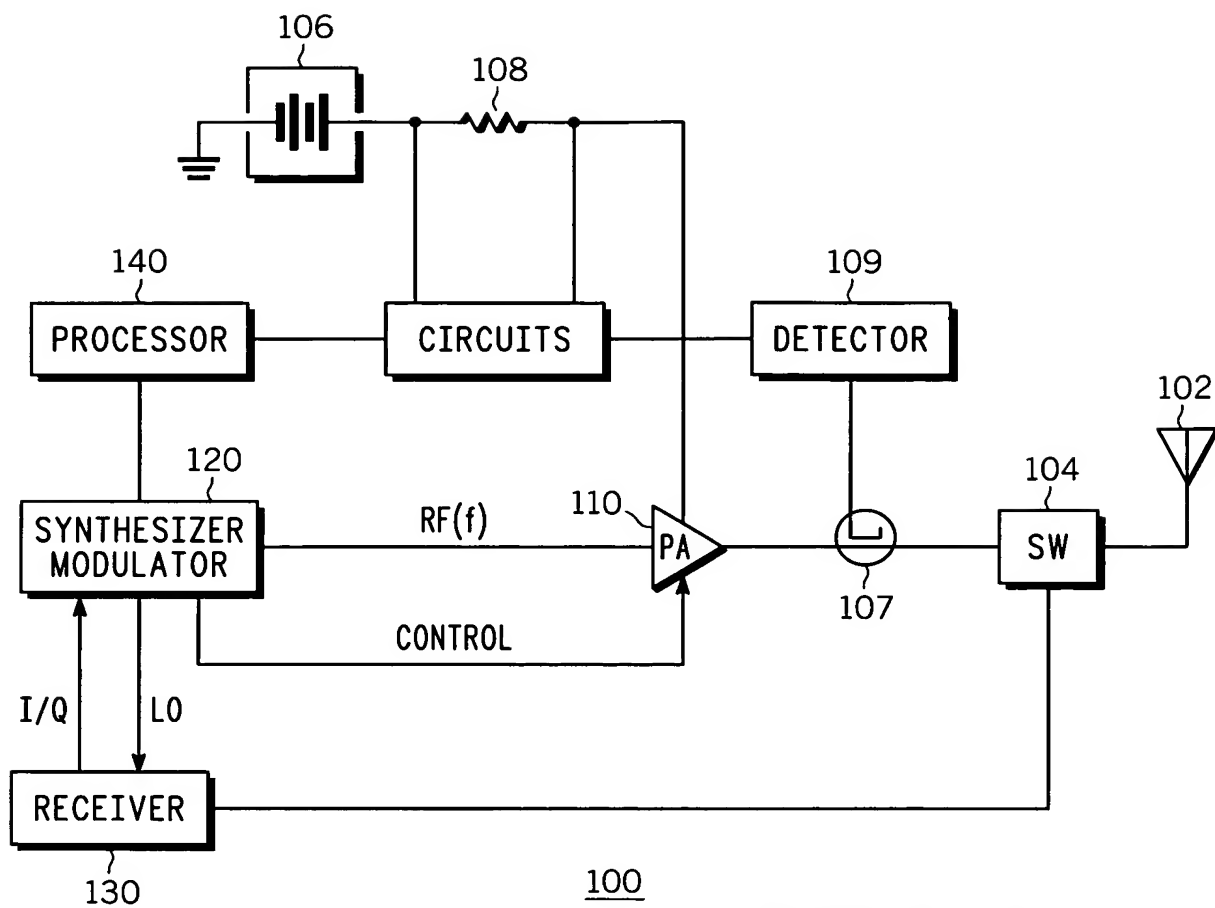 106
108
140
109
PROCESSOR
CIRCUITS
DETECTOR
102
120
110
104
SYNTHESIZER
MODULATOR
RF(f)
PA
SW
107
CONTROL
I/Q
LO
RECEIVER
130
100